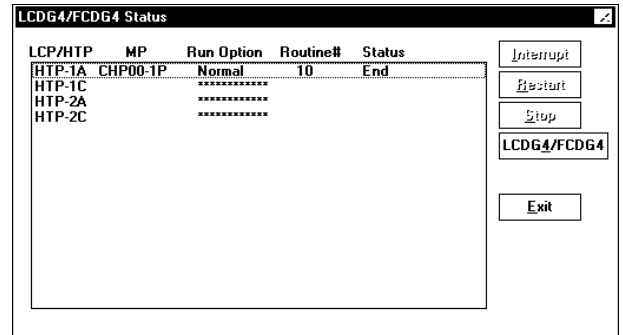 LCDG4/FCDG4 Status
LCP/HTP MP Run Option Routine# Status
HTP-1A CHP00-1P Normal 10 End
HTP-1C ***********
HTP-2A ***********
HTP-2C ***********
Interrupt
Restart
Stop
LCDG4/FCDG4
Exit